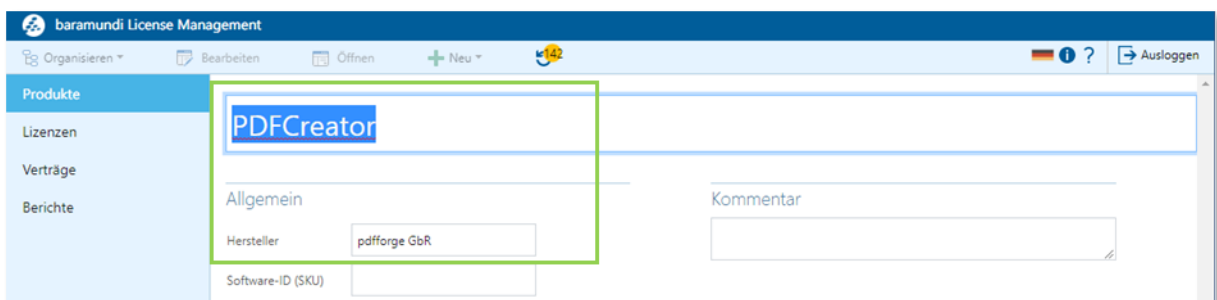 baramundi License Management
Organisieren Bearbeiten Öffnen Neu 142 ? Ausloggen
Produkte
PDFCreator
Lizenzen
Verträge
Berichte
Allgemein
Kommentar
Hersteller pdfforge GbR
Software-ID (SKU)